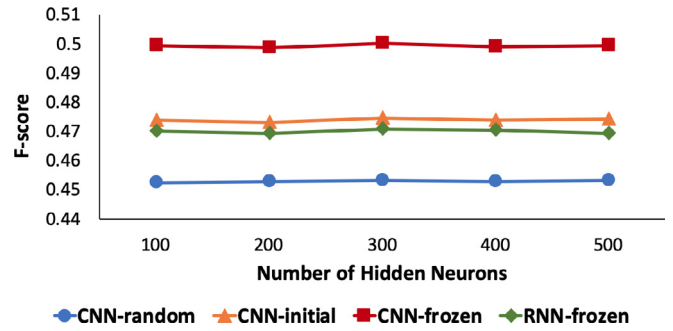 0.51
0.5
0.49
0.48
0.47
0.46
0.45
0.44
F-score
100 200 300 400 500
Number of Hidden Neurons
CNN-random CNN-initial CNN-frozen RNN-frozen